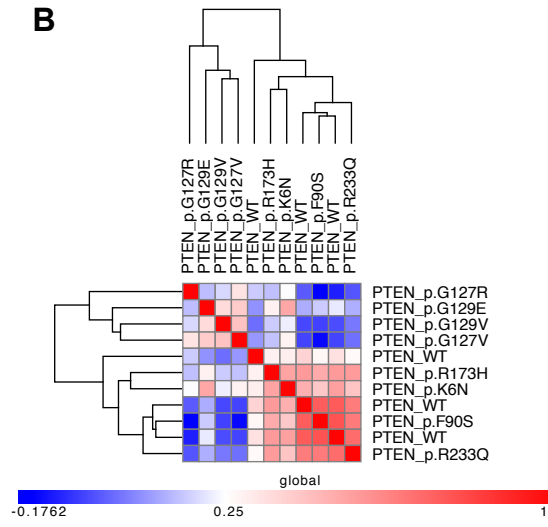 B
PTEN_p.G127R
PTEN_p.G129E
PTEN_p.G129V
PTEN_p.G127V
PTEN_WT
PTEN_p.R173H
PTEN_p.K6N
PTEN_WT
PTEN_p.F90S
PTEN_WT
PTEN_p.R233Q
PTEN_p.G127R
PTEN_p.G129E
PTEN_p.G129V
PTEN_p.G127V
PTEN_WT
PTEN_p.R173H
PTEN_p.K6N
PTEN_WT
PTEN_p.F90S
PTEN_WT
PTEN_p.R233Q
global
-0.1762 0.25 1